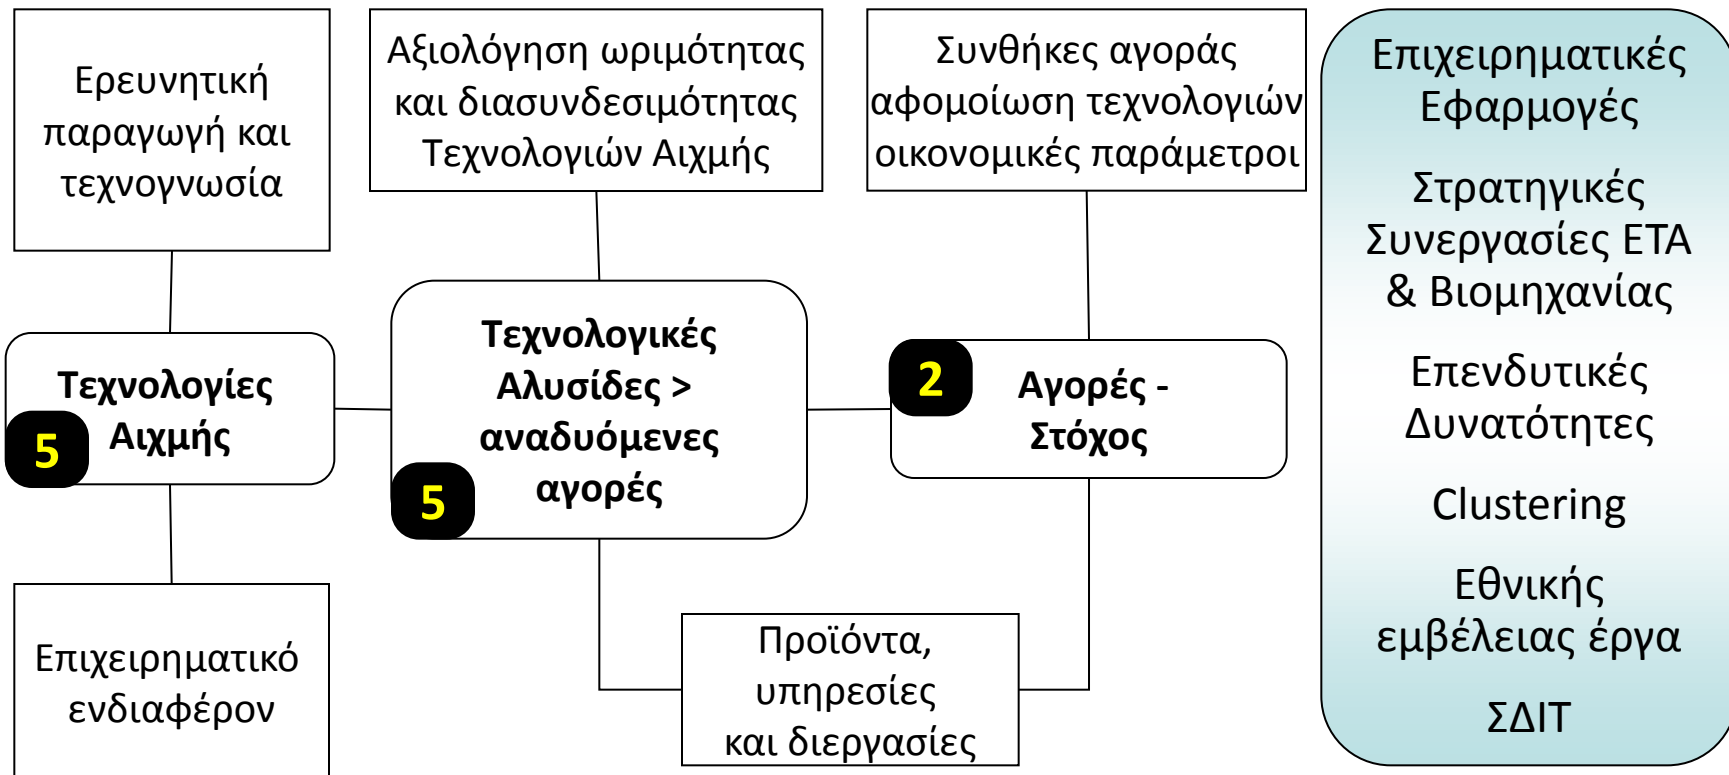 Ερευνητική
παραγωγή και
τεχνογνωσία
Αξιολόγηση ωριμότητας
και διασυνδεσιμότητας
Τεχνολογιών Αιχμής
Συνθήκες αγοράς
αφομοίωση τεχνολογιών
οικονομικές παράμετροι
Τεχνολογίες
Αιχμής
5
Τεχνολογικές
Αλυσίδες >
αναδυόμενες
αγορές
5
2
Αγορές -
Στόχος
Επιχειρηματικό
ενδιαφέρον
Προϊόντα,
υπηρεσίες
και διεργασίες
Επιχειρηματικές
Εφαρμογές
Στρατηγικές
Συνεργασίες ΕΤΑ
& Βιομηχανίας
Επενδυτικές
Δυνατότητες
Clustering
Εθνικής
εμβέλειας έργα
ΣΔΙΤ